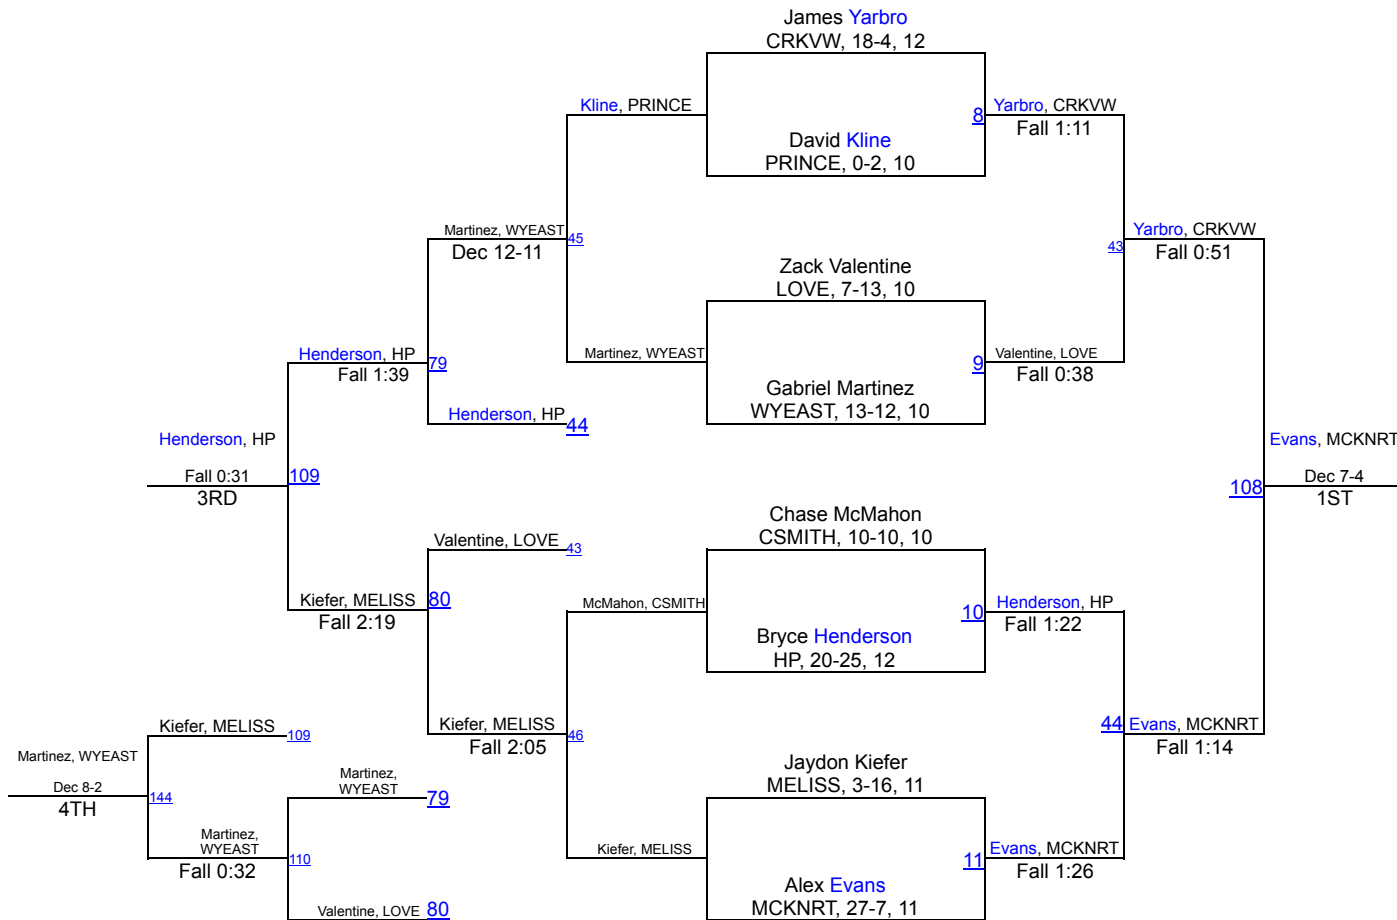 James Yarbro
CRKVW, 18-4, 12
Kline, PRINCE
8
Yarbro, CRKVW
Fall 1:11
David Kline
PRINCE, 0-2, 10
Martinez, WYEAST
45
Dec 12-11
Yarbro, CRKVW
43
Fall 0:51
Zack Valentine
LOVE, 7-13, 10
Henderson, HP
79
Fall 1:39
Martinez, WYEAST
9
Valentine, LOVE
Fall 0:38
Gabriel Martinez
WYEAST, 13-12, 10
Henderson, HP
44
Henderson, HP
Fall 0:31
109
3RD
Evans, MCKNRT
108
Dec 7-4
1ST
Chase McMahon
CSMITH, 10-10, 10
Valentine, LOVE
43
Kiefer, MELISS
80
Fall 2:19
McMahon, CSMITH
10
Henderson, HP
Fall 1:22
Bryce Henderson
HP, 20-25, 12
Kiefer, MELISS
109
Kiefer, MELISS
46
Fall 2:05
44
Evans, MCKNRT
Fall 1:14
Martinez, WYEAST
Dec 8-2
144
4TH
Jaydon Kiefer
MELISS, 3-16, 11
Martinez,
WYEAST
79
Martinez,
WYEAST
110
Fall 0:32
Kiefer, MELISS
11
Evans, MCKNRT
Fall 1:26
Alex Evans
MCKNRT, 27-7, 11
Valentine, LOVE
80